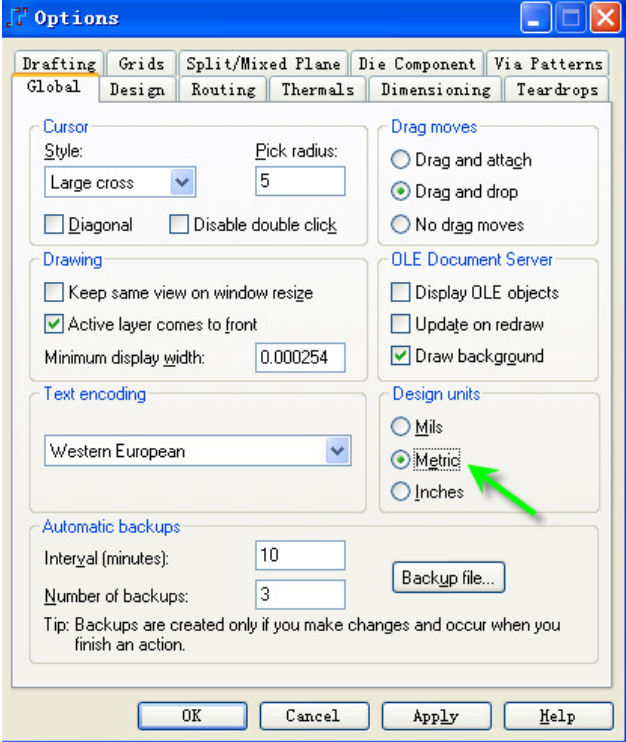 Options
Drafting Grids Split/Mixed Plane Die Component Via Patterns
Global Design Routing Thermals Dimensioning Teardrops
Cursor
Style:
Pick radius:
Large cross
5
Diagonal
Disable double click
Drag moves
Drag and attach
Drag and drop
No drag moves
Drawing
Keep same view on window resize
Active layer comes to front
Minimum display width:
0.000254
OLE Document Server
Display OLE objects
Update on redraw
Draw background
Text encoding
Western European
Design units
Mils
Metric
Inches
Automatic backups
Interval (minutes):
10
Number of backups:
3
Backup file...
Tip: Backups are created only if you make changes and occur when you
finish an action.
OK Cancel Apply Help